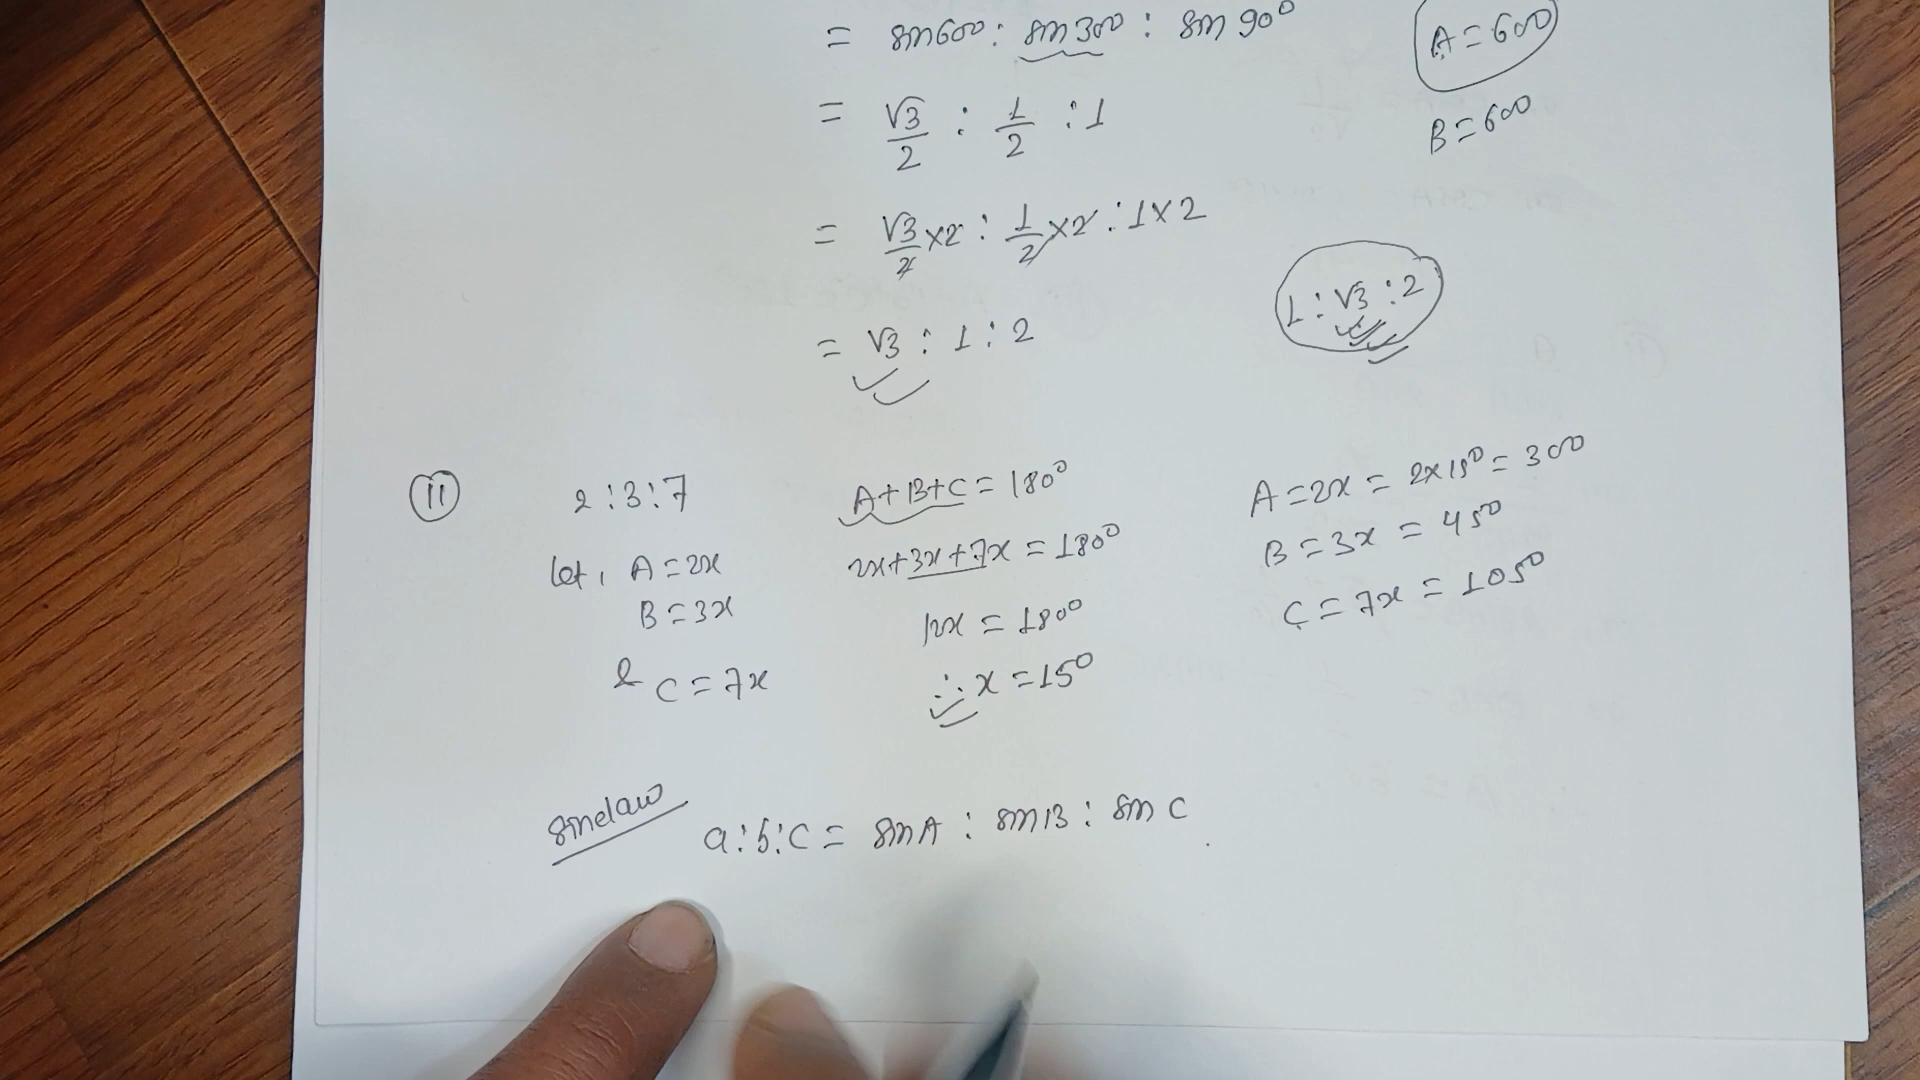 = sin60° : sin30° : sin90°
A=60°
= √3/2 : 1/2 : 1
B=60°
= √3/2×2 : 1/2×2 : 1×2
1 : √3 : 2
= √3 : 1 : 2
11
2:3:7
A+B+C=180°
A=2x=2×15°=30°
let, A=2x
2x+3x+7x=180°
B=3x=45°
B=3x
12x=180°
C=7x=105°
& C=7x
∴ x=15°
sinelaw
a:b:c= sinA : sinB : sin C